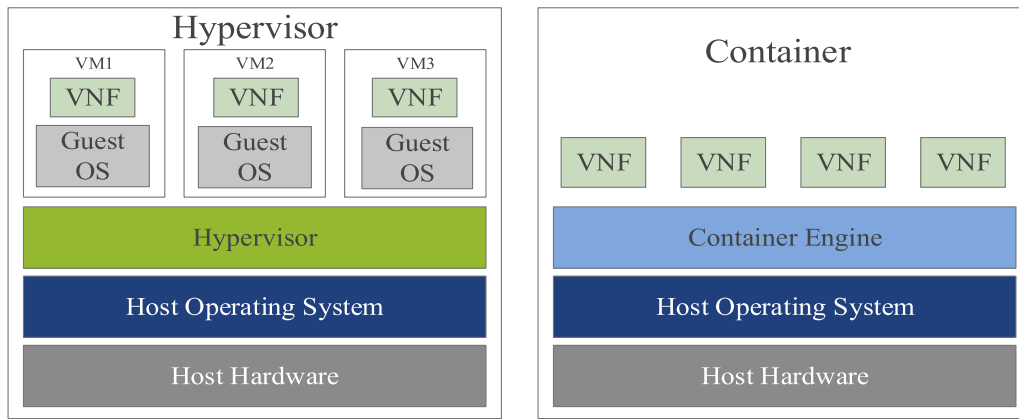 Hypervisor
VM1
VNF
Guest
OS
VM2
VNF
Guest
OS
VM3
VNF
Guest
OS
Hypervisor
Host Operating System
Host Hardware
Container
VNF
VNF
VNF
VNF
Container Engine
Host Operating System
Host Hardware